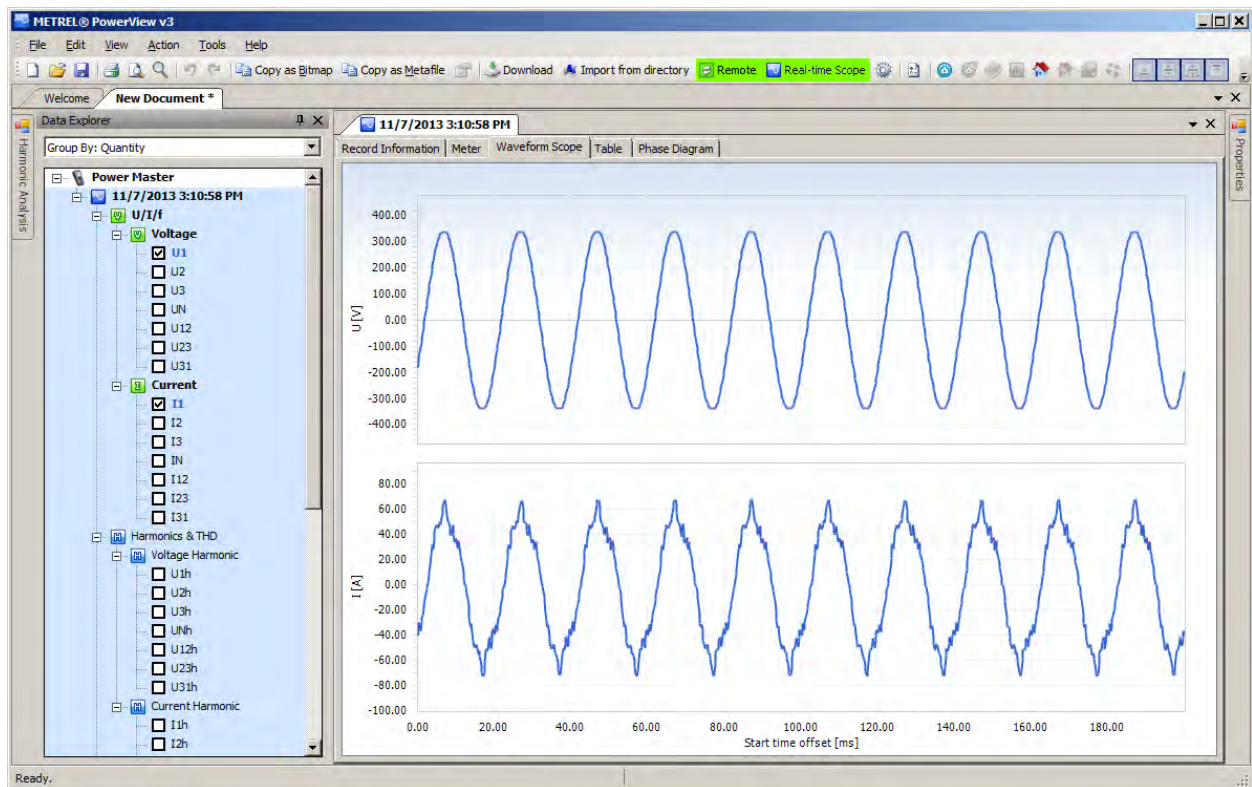 METREL® PowerView v3
File Edit View Action Tools Help
Copy as Bitmap Copy as Metafile Download Import from directory Remote Real-time Scope
Welcome New Document *
Data Explorer
Harmonic Analysis
Group By: Quantity
Power Master
11/7/2013 3:10:58 PM
U/I/f
Voltage
U1
U2
U3
UN
U12
U23
U31
Current
I1
I2
I3
IN
I12
I23
I31
Harmonics & THD
Voltage Harmonic
U1h
U2h
U3h
UNh
U12h
U23h
U31h
Current Harmonic
I1h
I2h
11/7/2013 3:10:58 PM
Record Information Meter Waveform Scope Table Phase Diagram
U [V]
400.00
300.00
200.00
100.00
0.00
-100.00
-200.00
-300.00
-400.00
I [A]
80.00
60.00
40.00
20.00
0.00
-20.00
-40.00
-60.00
-80.00
-100.00
0.00 20.00 40.00 60.00 80.00 100.00 120.00 140.00 160.00 180.00
Start time offset [ms]
Properties
Ready.